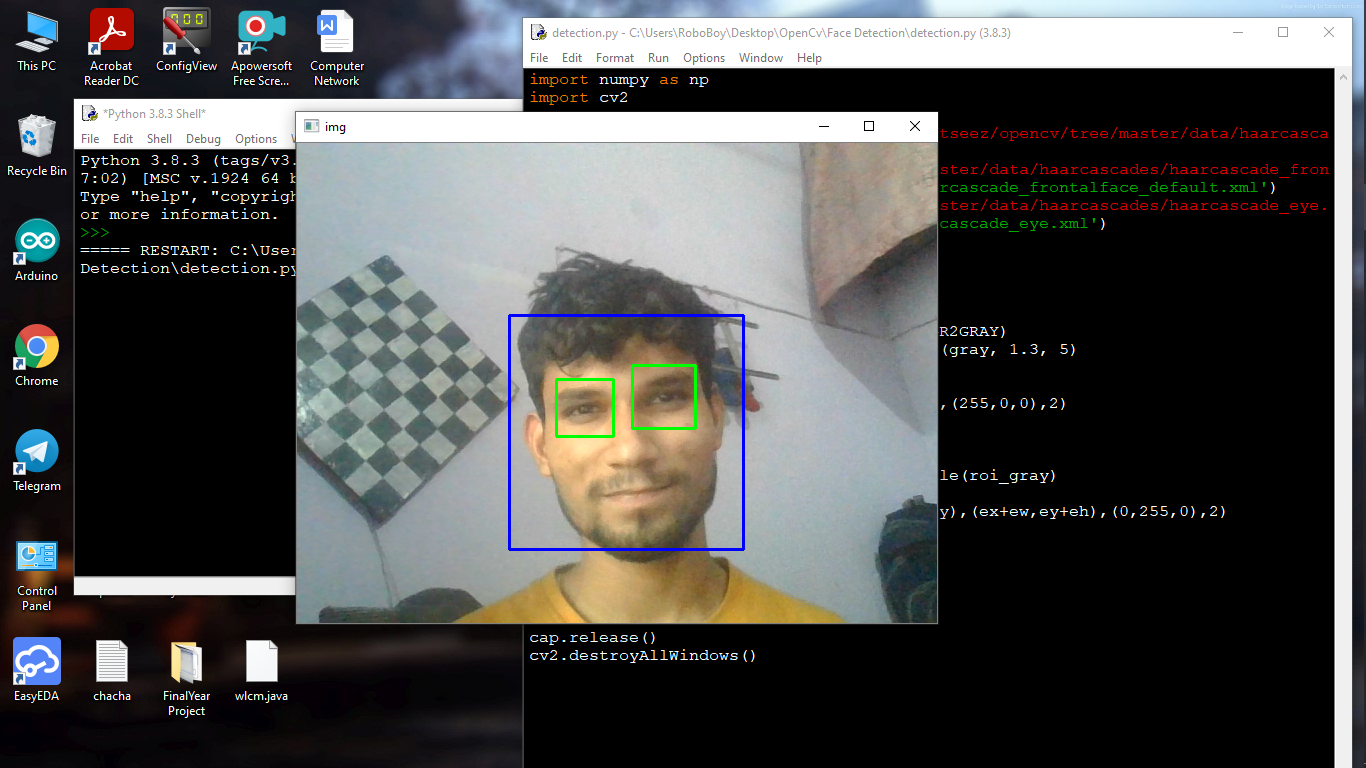 This PC
Acrobat
Reader DC
ConfigView
Apowersoft
Free Scre...
Computer
Network
Recycle Bin
Arduino
Chrome
Telegram
Control
Panel
EasyEDA
chacha
FinalYear
Project
wlcm.java
*Python 3.8.3 Shell*
File Edit Shell Debug Options
Python 3.8.3 (tags/v3.
7:02) [MSC v.1924 64 b
Type "help", "copyrigh
or more information.
>>>
===== RESTART: C:\User
Detection\detection.py
img
detection.py - C:\Users\RoboBoy\Desktop\OpenCv\Face Detection\detection.py (3.8.3)
File Edit Format Run Options Window Help
import numpy as np
import cv2
tseez/opencv/tree/master/data/haarcasca
ster/data/haarcascades/haarcascade_fron
rcascade_frontalface_default.xml')
ster/data/haarcascades/haarcascade_eye.
cascade_eye.xml')
R2GRAY)
(gray, 1.3, 5)
,(255,0,0),2)
le(roi_gray)
y),(ex+ew,ey+eh),(0,255,0),2)
cap.release()
cv2.destroyAllWindows()